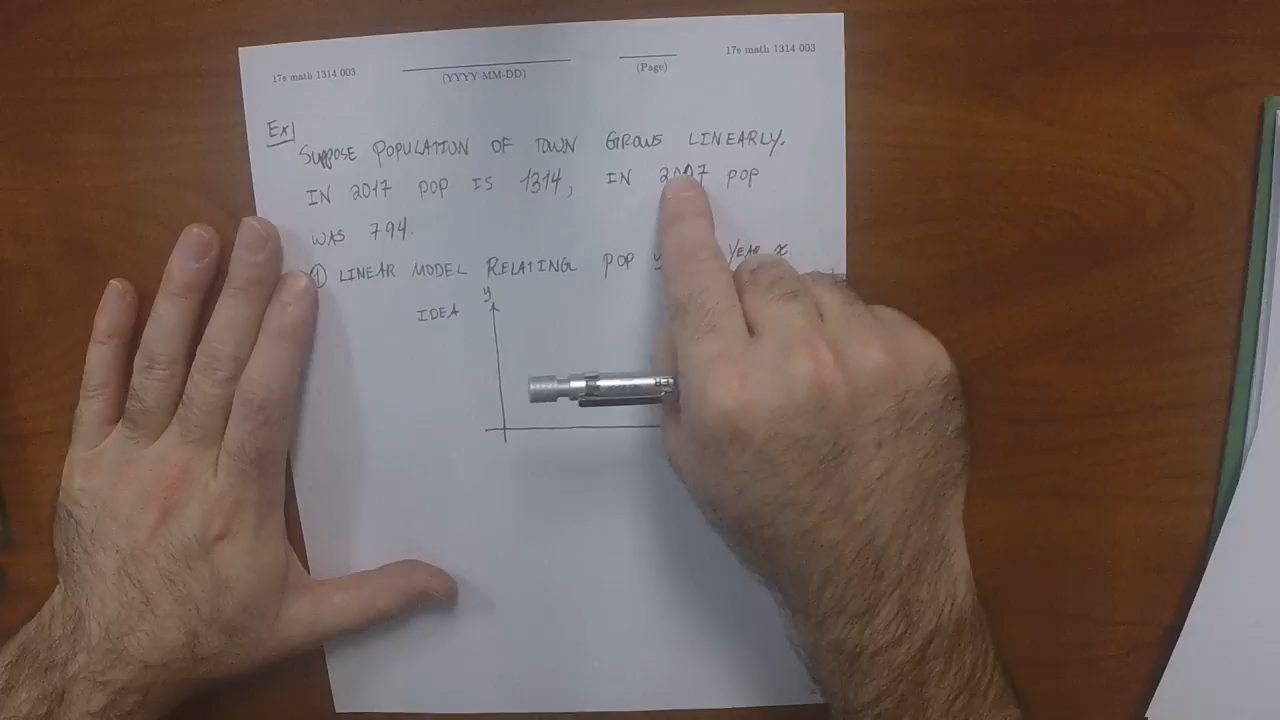 17s math 1314 003 (YYYY-MM-DD) (Page) 17s math 1314 003
Ex
SUPPOSE POPULATION OF TOWN GROWS LINEARLY.
IN 2017 POP IS 1314, IN 2007 POP
WAS 794.
① LINEAR MODEL RELATING POP y YEAR x
IDEA y